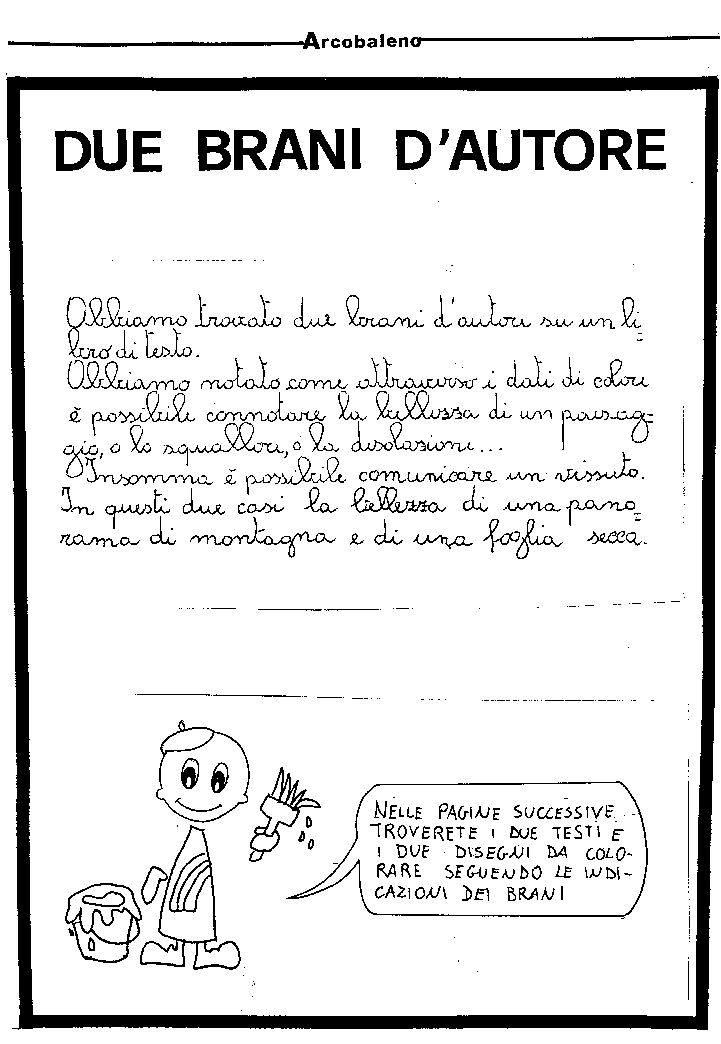 Arcobaleno
DUE BRANI D'AUTORE
Abbiamo trovato due brani d'autori su un li=
bro di testo.
Abbiamo notato come attraverso i dati di colore
è possibile connotare la bellezza di un paesag=
gio, o lo squallore, o la desolazione...
Insomma è possibile comunicare un vissuto.
In questi due casi la bellezza di una pano=
rama di montagna e di una foglia secca.
NELLE PAGINE SUCCESSIVE
TROVERETE I DUE TESTI E
I DUE DISEGNI DA COLO-
RARE SEGUENDO LE INDI-
CAZIONI DEI BRANI